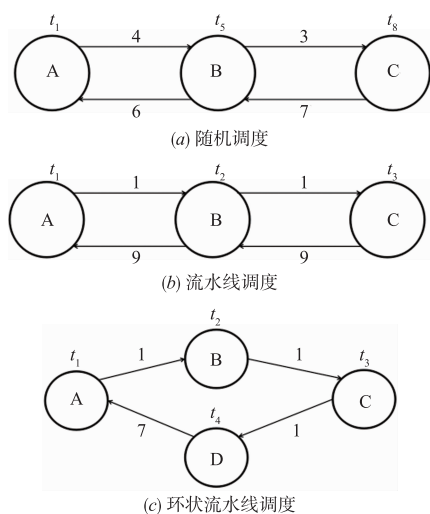 t₁ t₅ t₈
4 3
A B C
6 7
(a) 随机调度
t₁ t₂ t₃
1 1
A B C
9 9
(b) 流水线调度
t₂
t₁ 1 B 1 t₃
A t₄ C
7 D 1
(c) 环状流水线调度